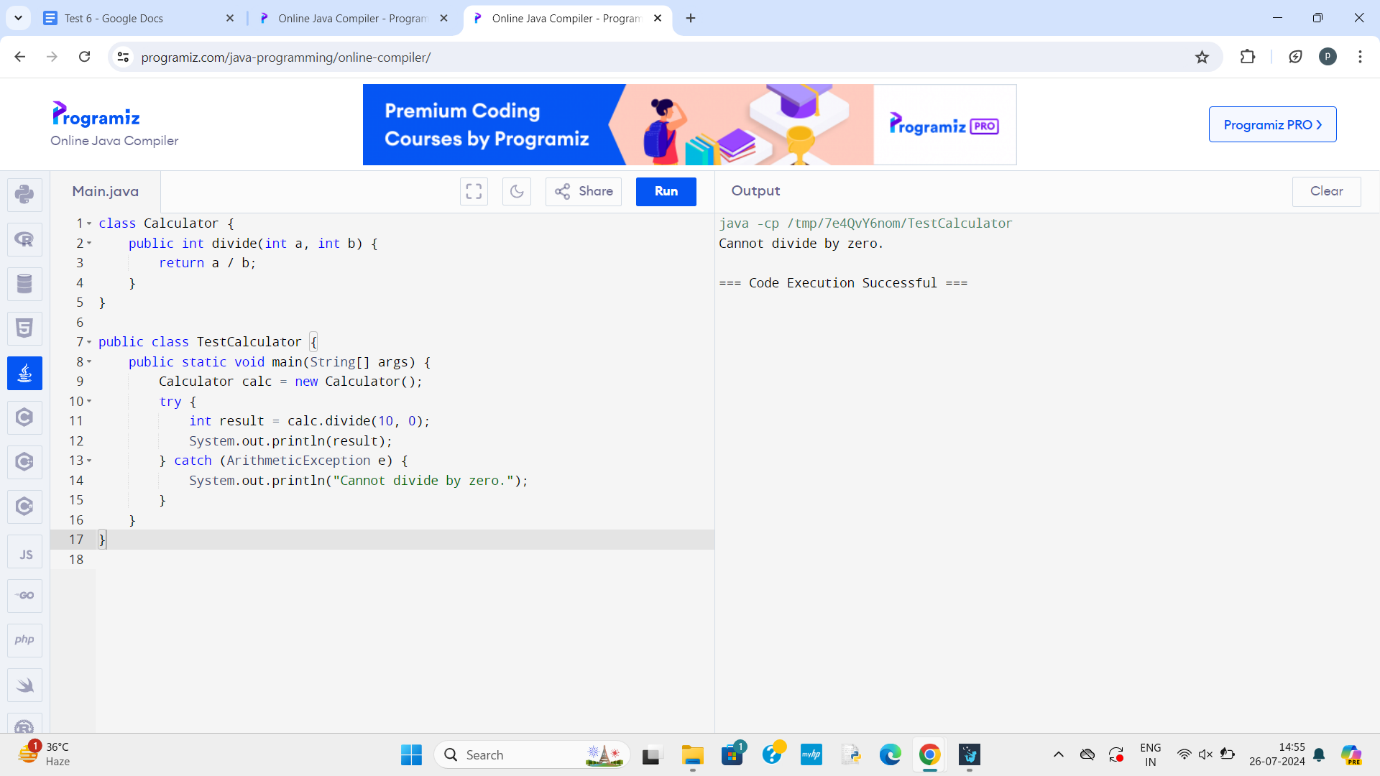 Test 6 - Google Docs
Online Java Compiler - Program
Online Java Compiler - Program
programiz.com/java-programming/online-compiler/
P
Programiz
Online Java Compiler
Premium Coding
Courses by Programiz
Programiz PRO
Programiz PRO
Main.java
Share
Run
Output
Clear
1 class Calculator {
2 public int divide(int a, int b) {
3 return a / b;
4 }
5 }
6
7 public class TestCalculator {
8 public static void main(String[] args) {
9 Calculator calc = new Calculator();
10 try {
11 int result = calc.divide(10, 0);
12 System.out.println(result);
13 } catch (ArithmeticException e) {
14 System.out.println("Cannot divide by zero.");
15 }
16 }
17 }
18
java -cp /tmp/7e4QvY6nom/TestCalculator
Cannot divide by zero.
=== Code Execution Successful ===
R
5
C
C
C
JS
GO
php
R
1
36°C
Haze
Search
1
myhp
ENG
IN
14:55
26-07-2024
PRE